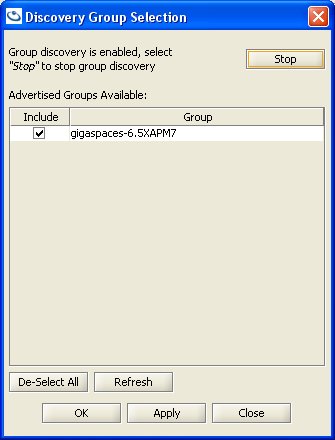 Discovery Group Selection
Group discovery is enabled, select
"Stop" to stop group discovery
Stop
Advertised Groups Available:
Include Group
gigaspaces-6.5XAPM7
De-Select All Refresh
OK Apply Close